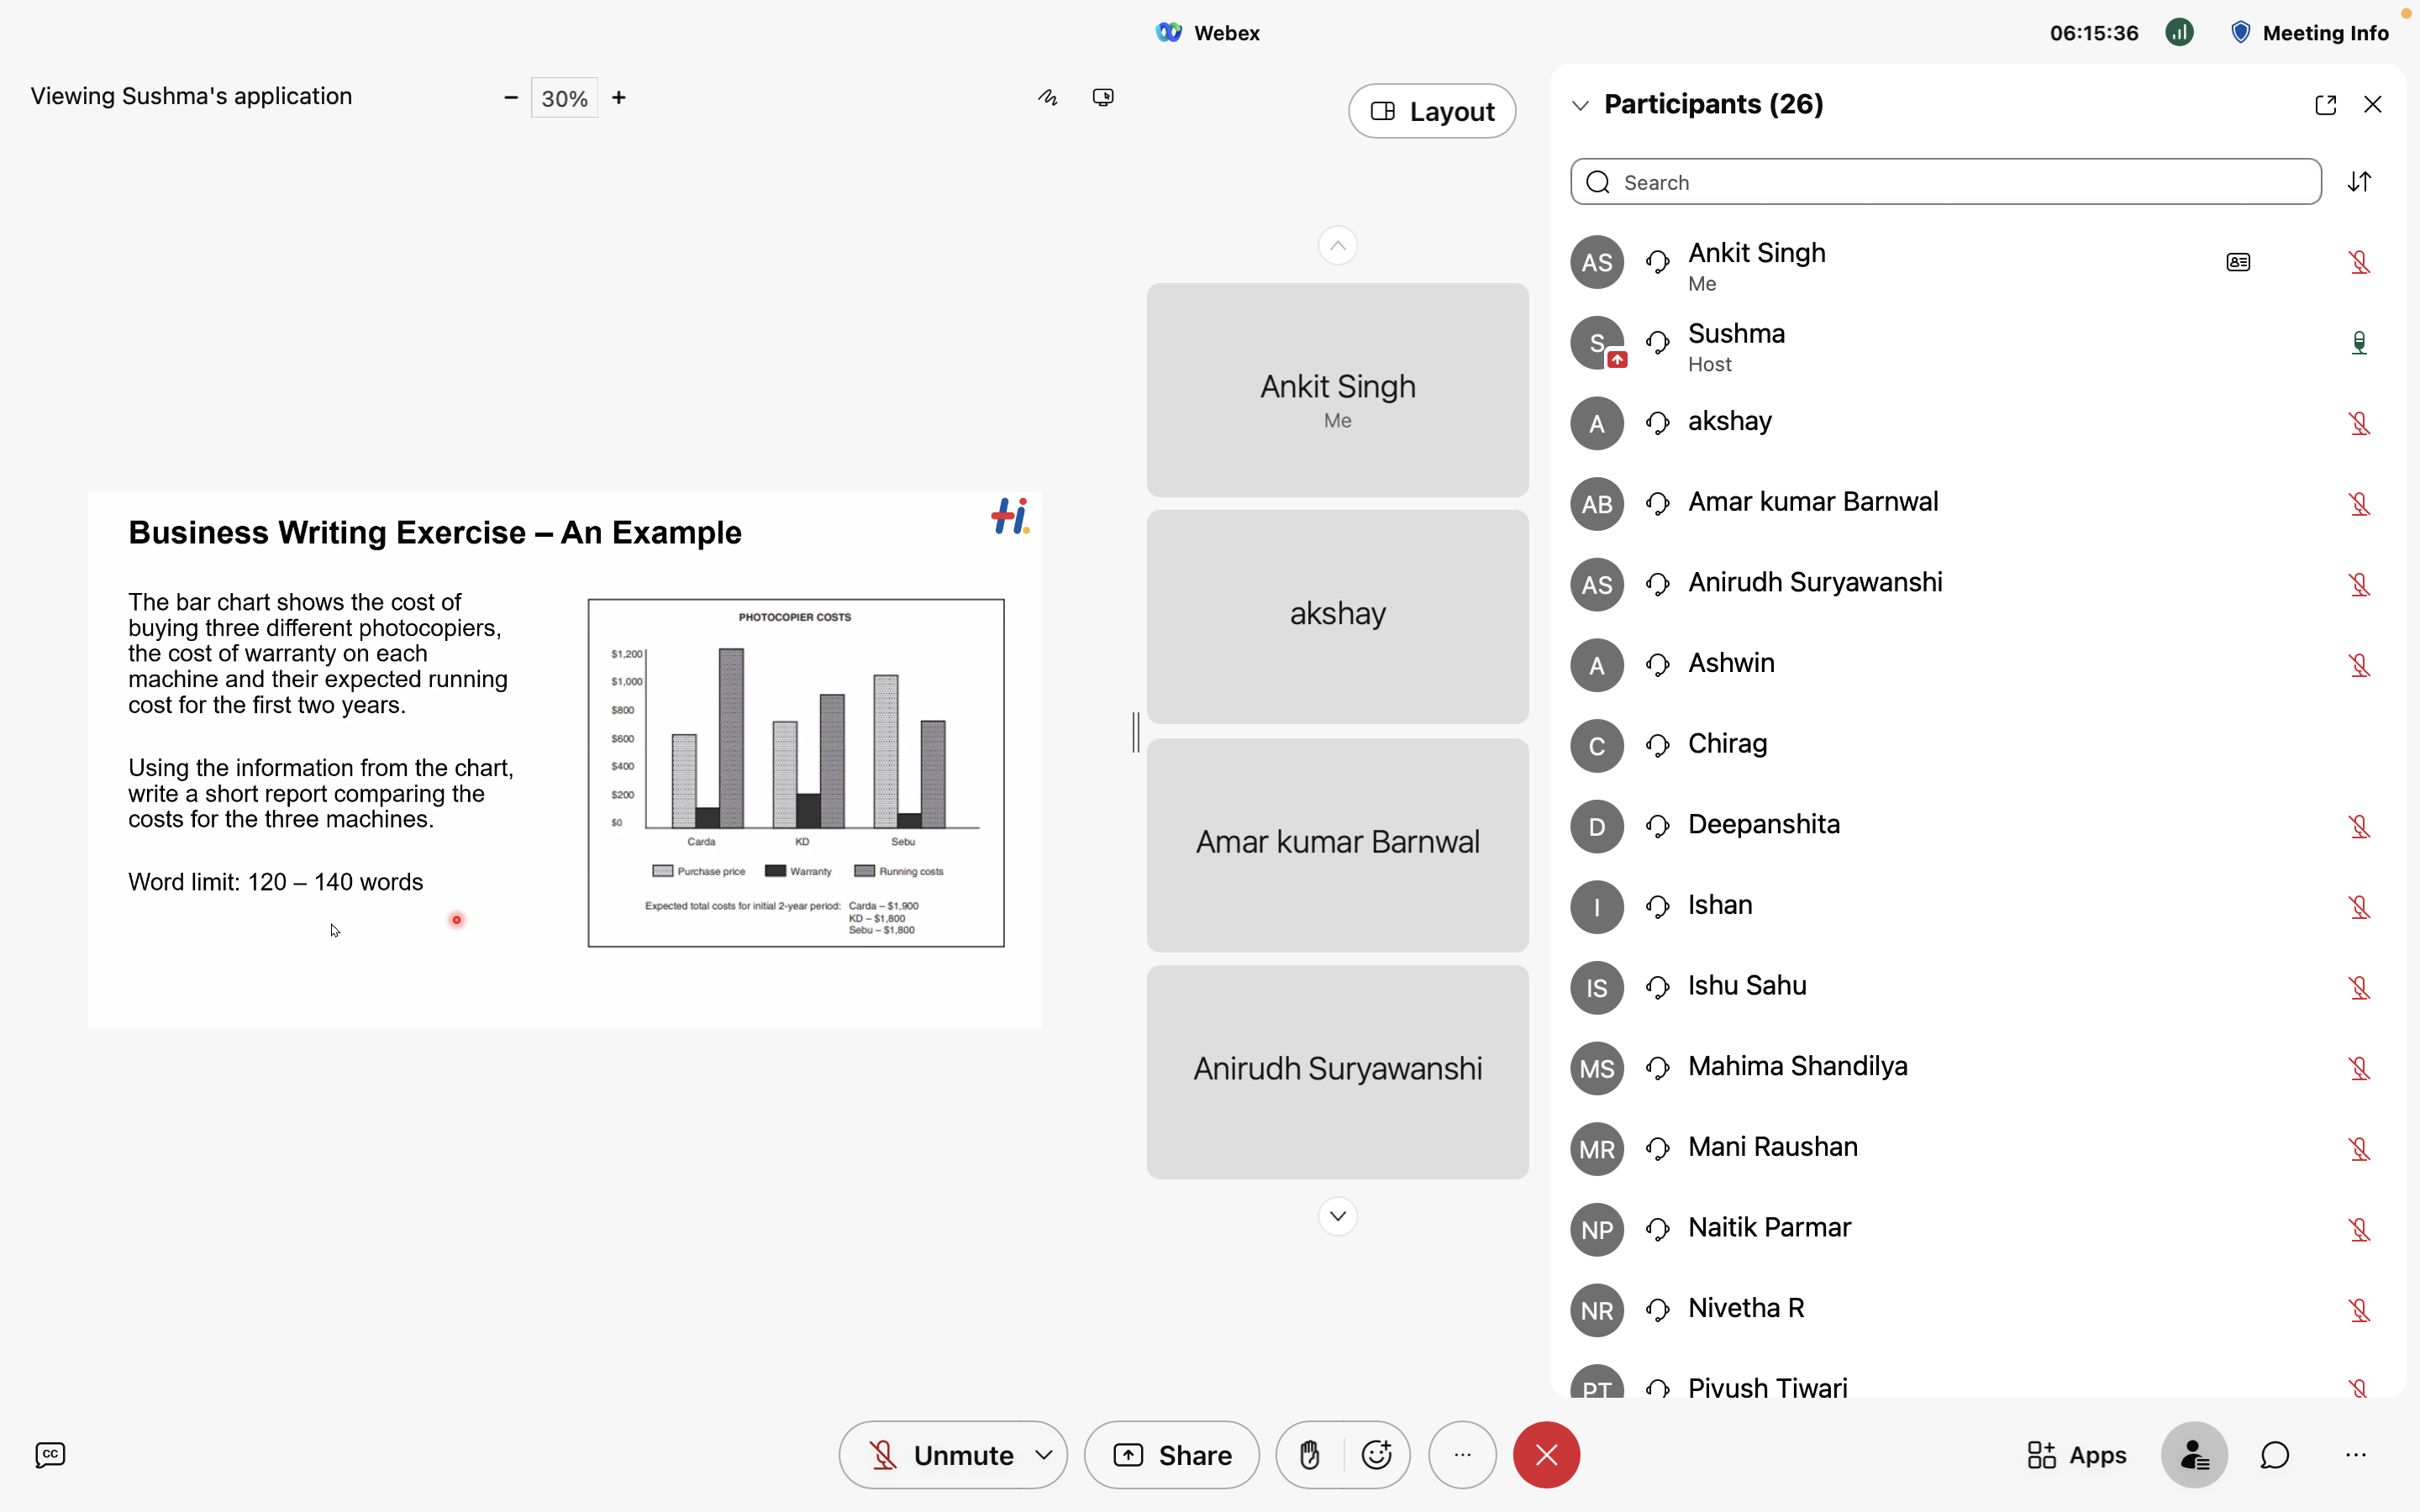 Webex
06:15:36
Meeting Info
Viewing Sushma's application
30%
Layout
Participants (26)
Search
Business Writing Exercise – An Example
Hi.
The bar chart shows the cost of
buying three different photocopiers,
the cost of warranty on each
machine and their expected running
cost for the first two years.
Using the information from the chart,
write a short report comparing the
costs for the three machines.
Word limit: 120 – 140 words
PHOTOCOPIER COSTS
$1,200
$1,000
$800
$600
$400
$200
$0
Carda KD Sebu
Purchase price Warranty Running costs
Expected total costs for initial 2-year period: Carda – $1,900
KD – $1,800
Sebu – $1,800
Ankit Singh
Me
akshay
Amar kumar Barnwal
Anirudh Suryawanshi
AS Ankit Singh
Me
S Sushma
Host
A akshay
AB Amar kumar Barnwal
AS Anirudh Suryawanshi
A Ashwin
C Chirag
D Deepanshita
I Ishan
IS Ishu Sahu
MS Mahima Shandilya
MR Mani Raushan
NP Naitik Parmar
NR Nivetha R
PT Piyush Tiwari
CC
Unmute
Share
Apps